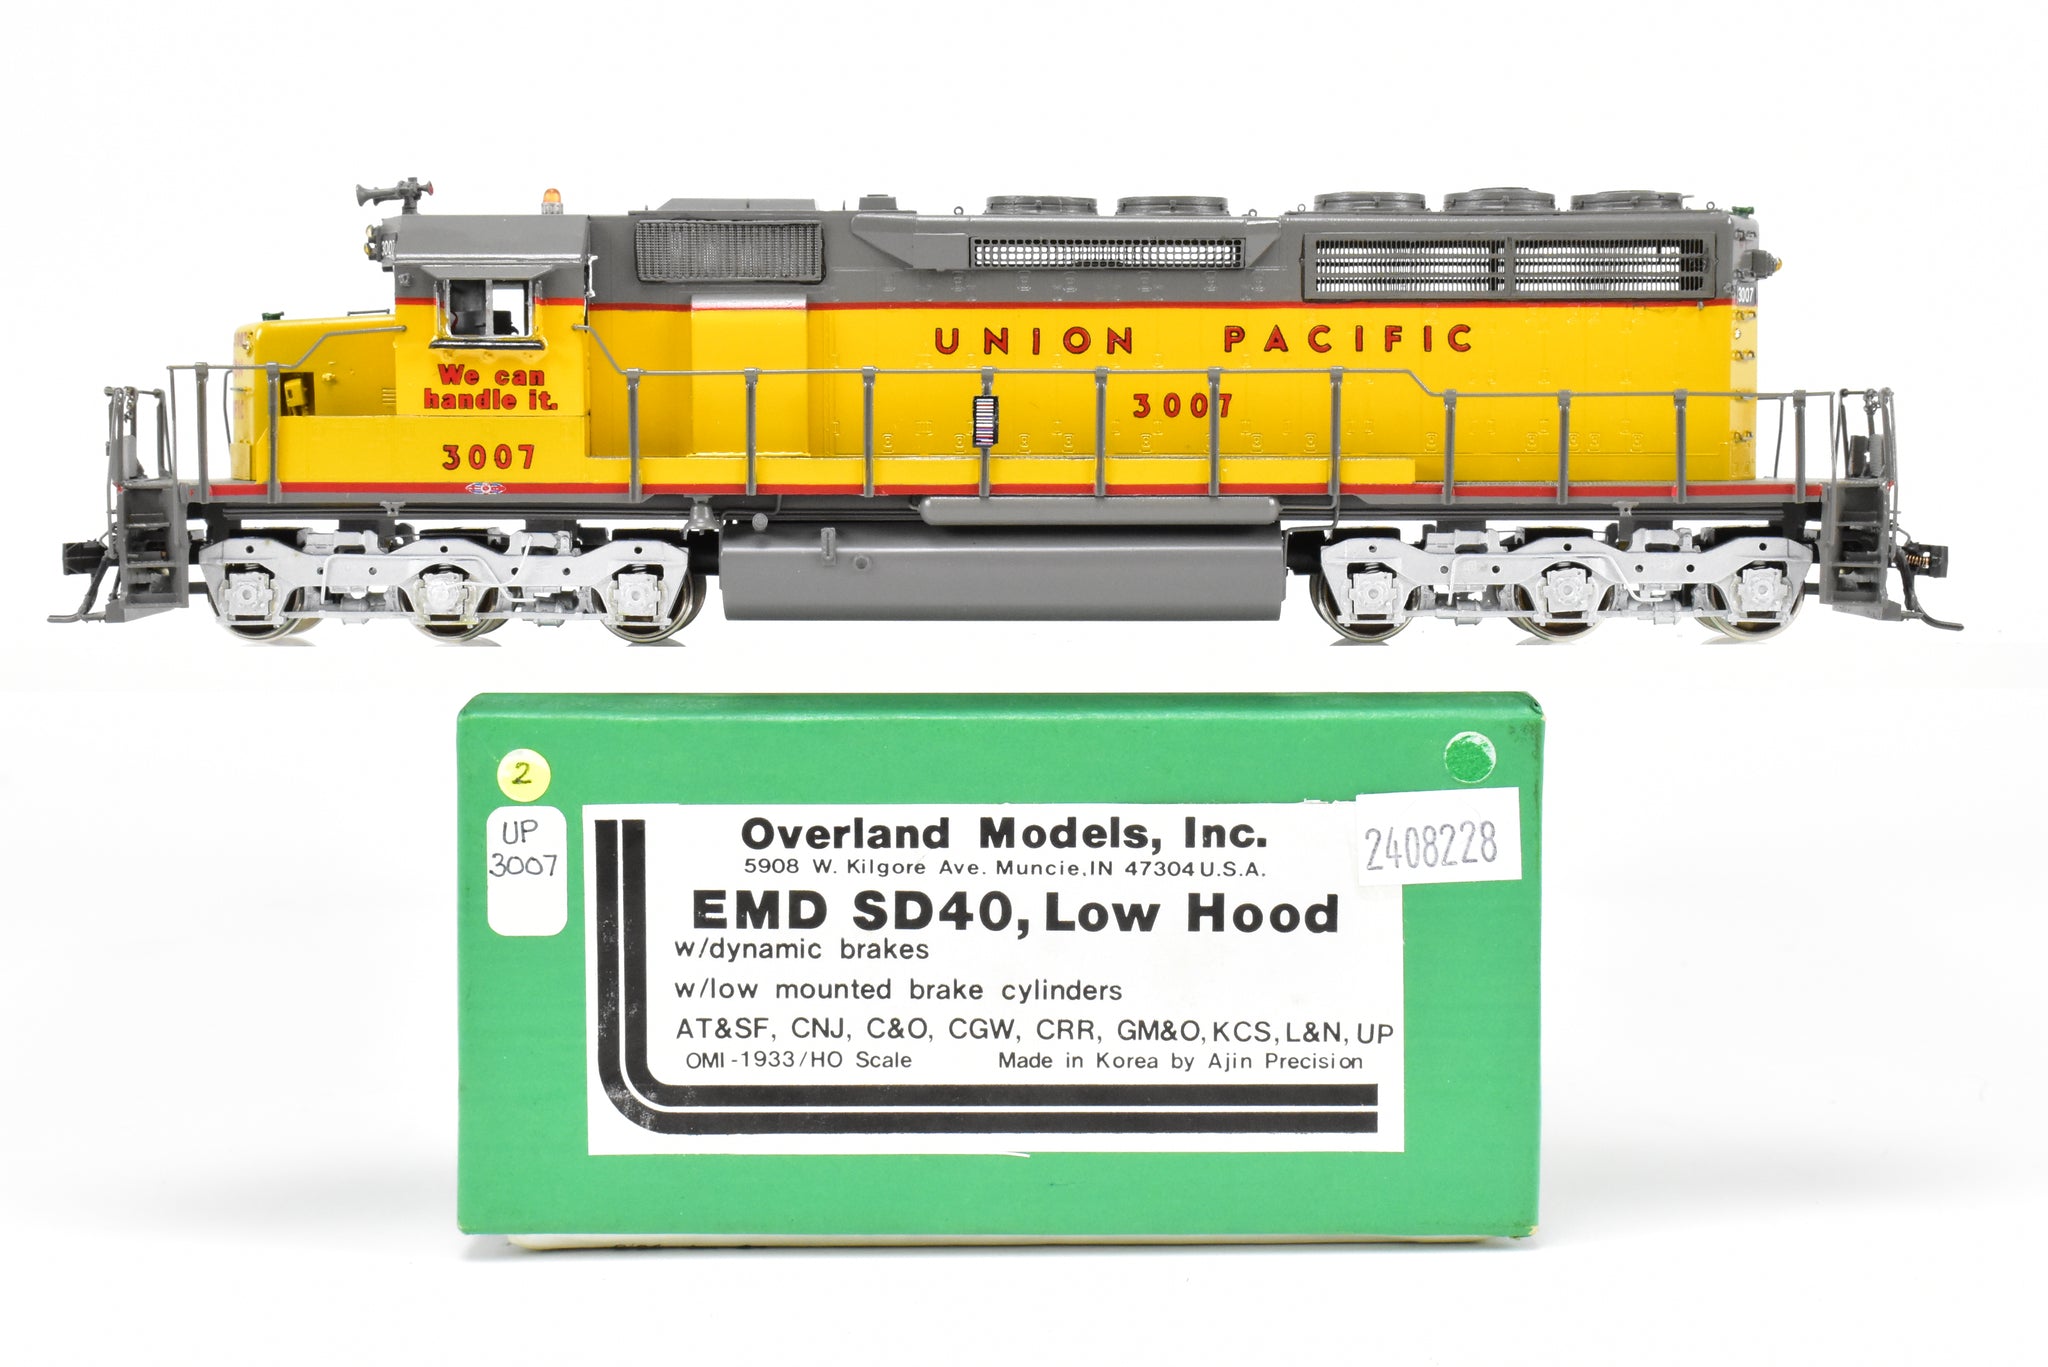 3007
3007
UNION PACIFIC
We can
handle it.
3007
3007
2
UP
3007
2408228
Overland Models, Inc.
5908 W. Kilgore Ave. Muncie, IN 47304 U.S.A.
EMD SD40, Low Hood
w/dynamic brakes
w/low mounted brake cylinders
AT&SF, CNJ, C&O, CGW, CRR, GM&O, KCS, L&N, UP
OMI-1933/HO Scale Made in Korea by Ajin Precision